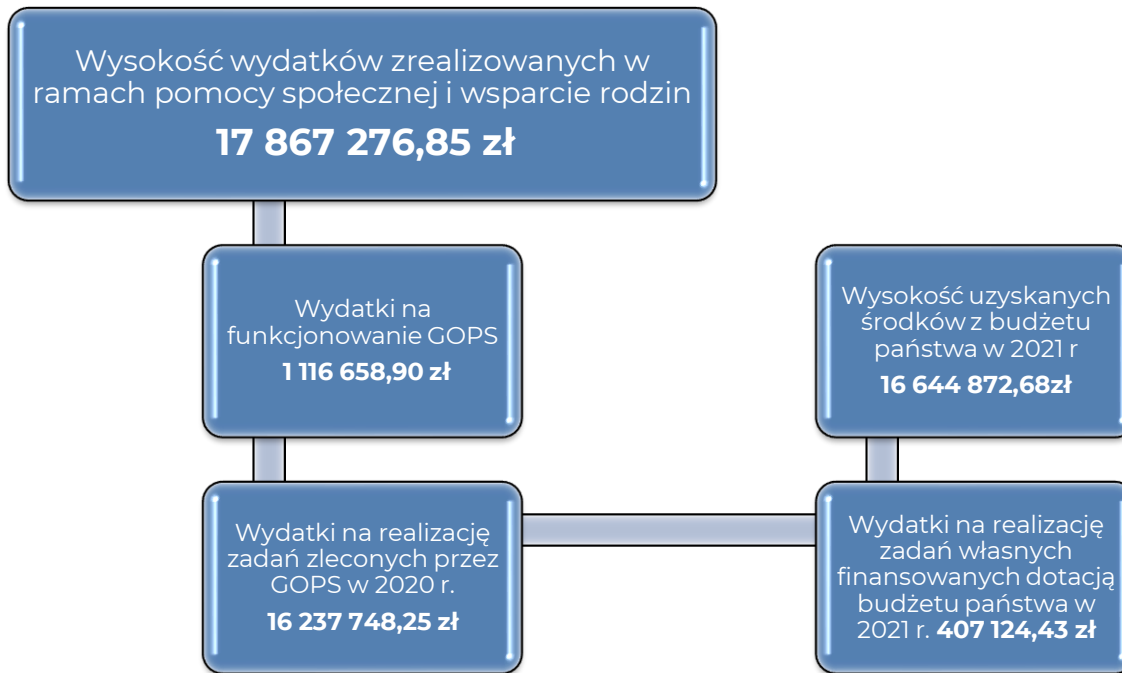 Wysokość wydatków zrealizowanych w
ramach pomocy społecznej i wsparcie rodzin
17 867 276,85 zł
Wydatki na
funkcjonowanie GOPS
1 116 658,90 zł
Wydatki na realizację
zadań zleconych przez
GOPS w 2020 r.
16 237 748,25 zł
Wydatki na realizację
zadań własnych
finansowanych dotacją
budżetu państwa w
2021 r. 407 124,43 zł
Wysokość uzyskanych
środków z budżetu
państwa w 2021 r
16 644 872,68zł